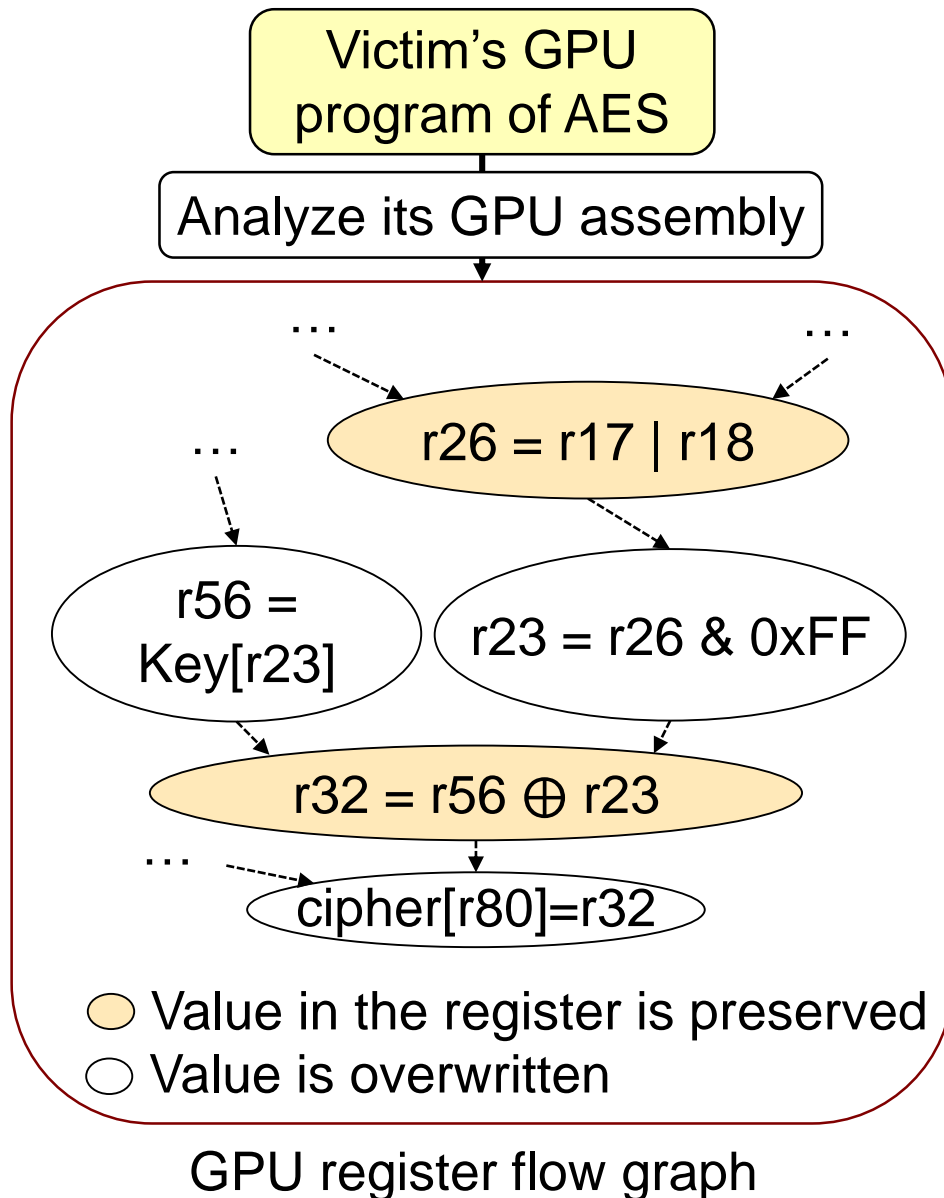 Victim's GPU
program of AES
Analyze its GPU assembly
...
...
r26 = r17 | r18
...
r56 =
Key[r23]
r23 = r26 & 0xFF
r32 = r56 ⊕ r23
...
cipher[r80]=r32
Value in the register is preserved
Value is overwritten
GPU register flow graph